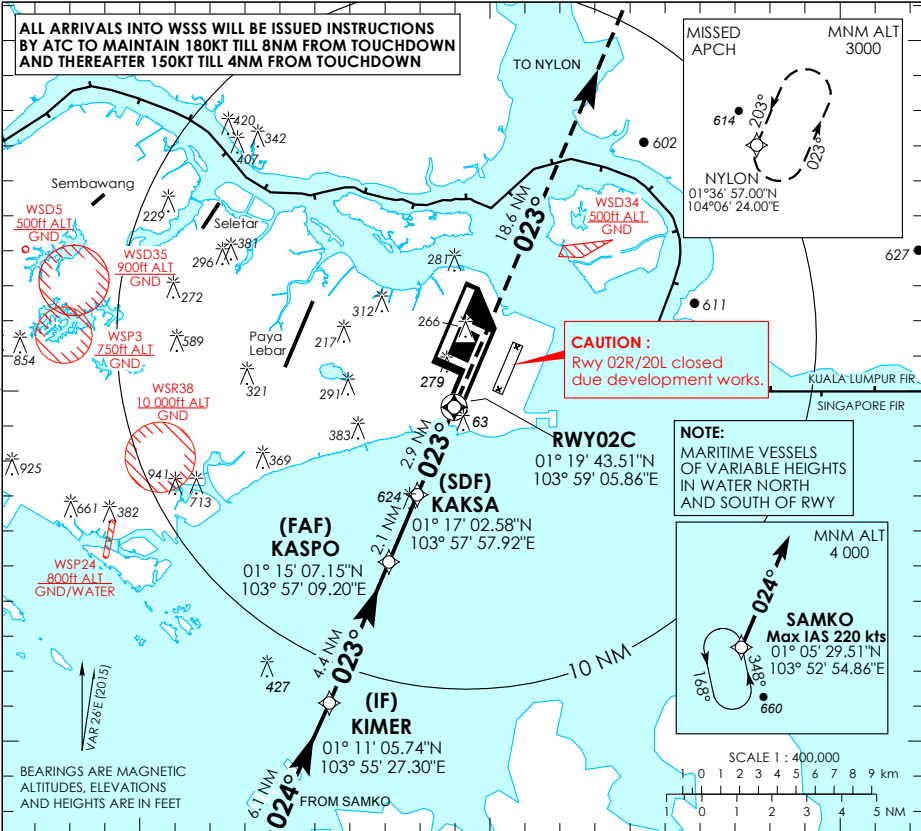 ALL ARRIVALS INTO WSSS WILL BE ISSUED INSTRUCTIONS
BY ATC TO MAINTAIN 180KT TILL 8NM FROM TOUCHDOWN
AND THEREAFTER 150KT TILL 4NM FROM TOUCHDOWN
TO NYLON
MISSED
APCH
MNM ALT
3000
614
203°
023°
NYLON
01°36' 57.00"N
104°06' 24.00"E
602
627
611
420
342
407
Sembawang
229
Seletar
381
296
WSD5
500ft ALT
GND
WSD35
900ft ALT
GND
272
WSP3
750ft ALT
GND
854
589
WSR38
10 000ft ALT
GND
Paya
Lebar
321
217
312
291
281
266
279
383
369
18.6 NM
023°
WSD34
500ft ALT
GND
CAUTION :
Rwy 02R/20L closed
due development works.
KUALA LUMPUR FIR
SINGAPORE FIR
63
RWY02C
01° 19' 43.51"N
103° 59' 05.86"E
NOTE:
MARITIME VESSELS
OF VARIABLE HEIGHTS
IN WATER NORTH
AND SOUTH OF RWY
925
941
713
661
382
WSP24
800ft ALT
GND/WATER
2.9 NM
023°
624
(SDF)
KAKSA
01° 17' 02.58"N
103° 57' 57.92"E
2.1 NM
(FAF)
KASPO
01° 15' 07.15"N
103° 57' 09.20"E
4.4 NM
023°
427
(IF)
KIMER
01° 11' 05.74"N
103° 55' 27.30"E
10 NM
MNM ALT
4 000
024°
SAMKO
Max IAS 220 kts
01° 05' 29.51"N
103° 52' 54.86"E
168°
348°
660
VAR 26'E (2015)
BEARINGS ARE MAGNETIC
ALTITUDES, ELEVATIONS
AND HEIGHTS ARE IN FEET
6.1 NM
024°
FROM SAMKO
SCALE 1 : 400,000
1 0 1 2 3 4 5 6 7 8 9 km
1 0 1 2 3 4 5 NM